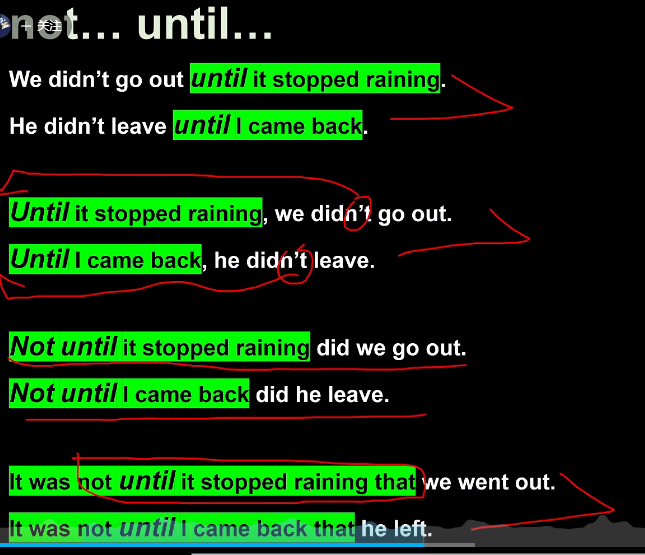 not… until…
+ 关注
We didn’t go out until it stopped raining.
He didn’t leave until I came back.
Until it stopped raining, we didn’t go out.
Until I came back, he didn’t leave.
Not until it stopped raining did we go out.
Not until I came back did he leave.
It was not until it stopped raining that we went out.
It was not until I came back that he left.